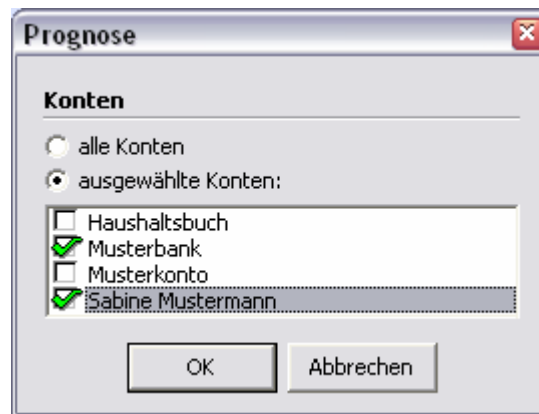 Prognose
Konten
alle Konten
ausgewählte Konten:
Haushaltsbuch
Musterbank
Musterkonto
Sabine Mustermann
OK Abbrechen